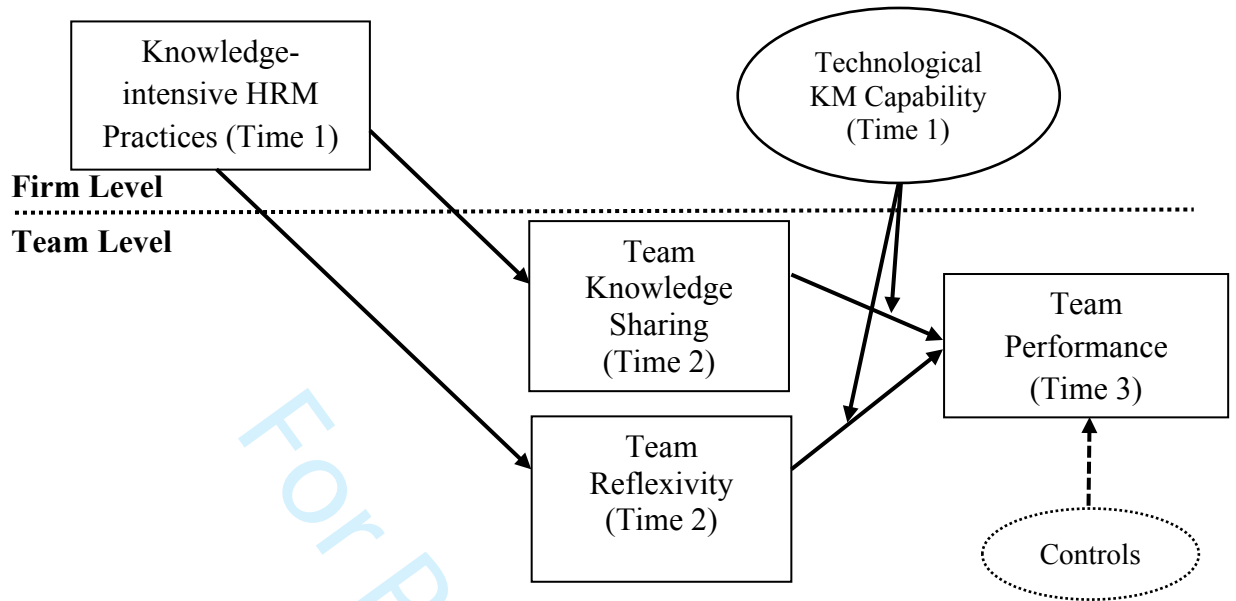 Knowledge-
intensive HRM
Practices (Time 1)
Technological
KM Capability
(Time 1)
Firm Level
Team Level
Team
Knowledge
Sharing
(Time 2)
Team
Performance
(Time 3)
Team
Reflexivity
(Time 2)
Controls
For P